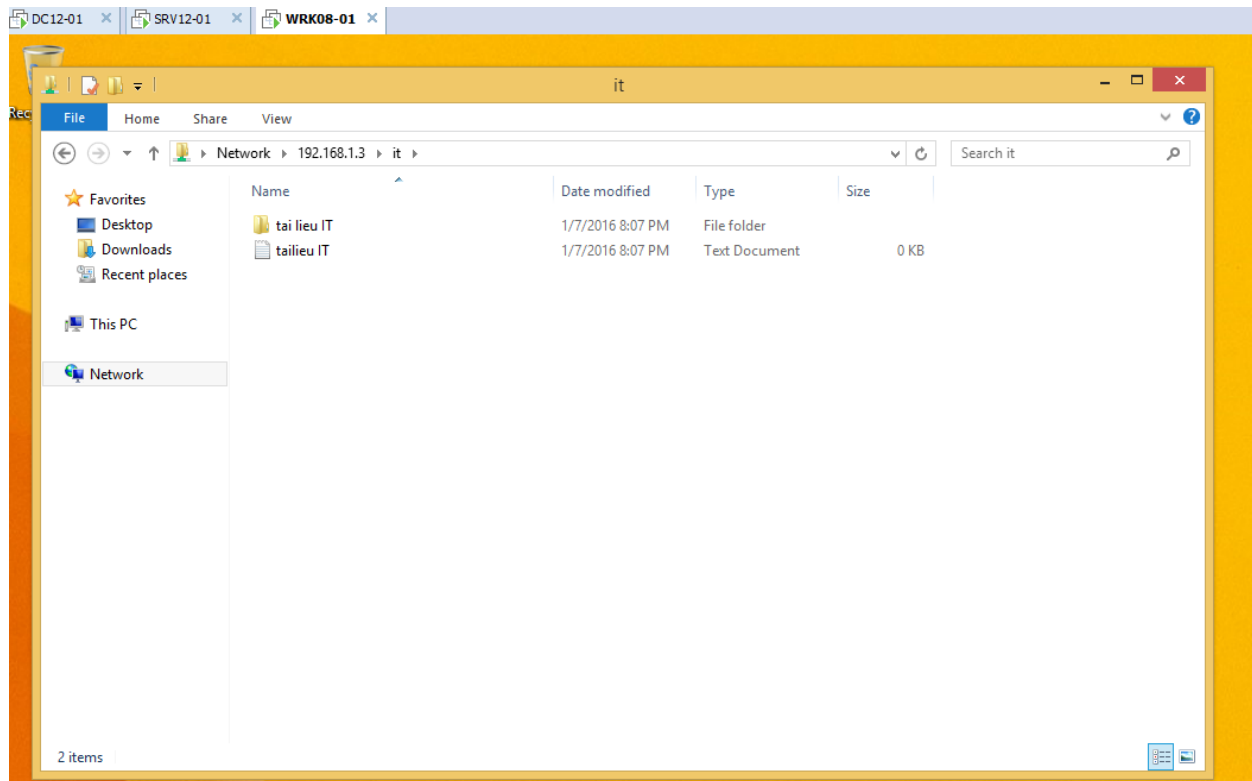 DC12-01 SRV12-01 WRK08-01
it
Rec
File Home Share View
Network 192.168.1.3 it Search it
Name Date modified Type Size
Favorites
Desktop
Downloads
Recent places
This PC
Network
tai lieu IT 1/7/2016 8:07 PM File folder
tailieu IT 1/7/2016 8:07 PM Text Document 0 KB
2 items